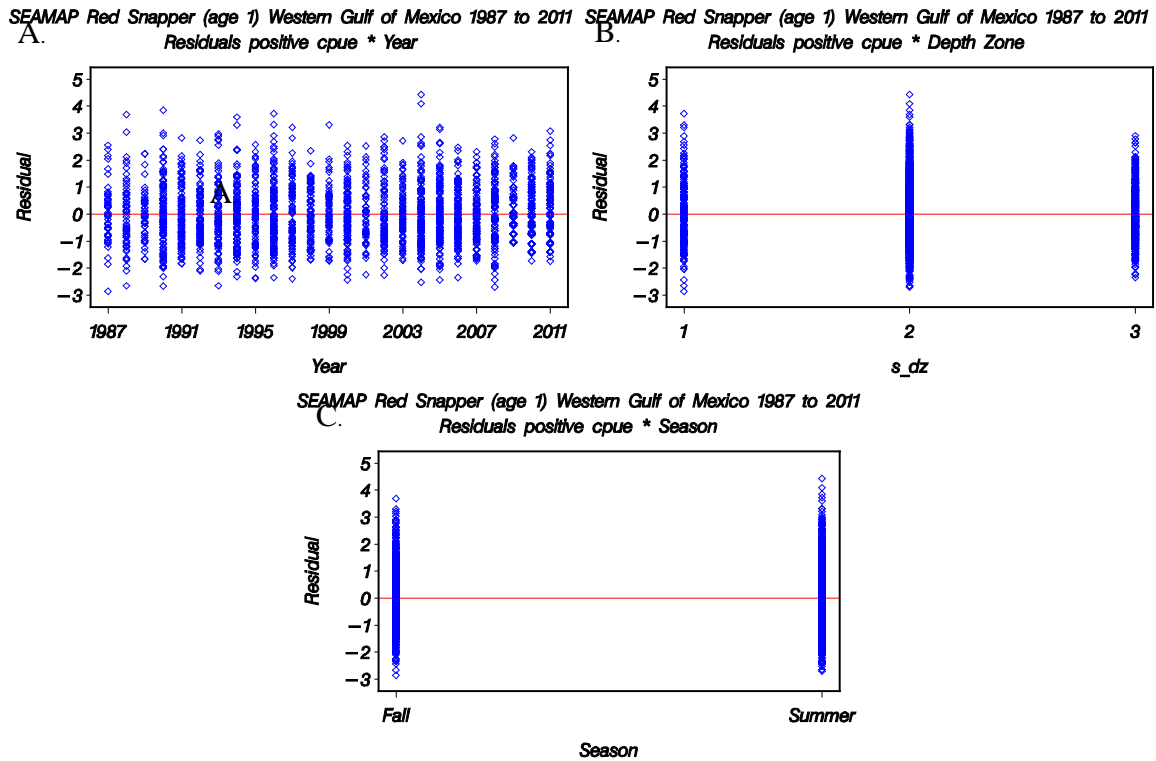 SEAMAP Red Snapper (age 1) Western Gulf of Mexico 1987 to 2011
A.
Residuals positive cpue * Year
5
4
3
2
1
0
−1
−2
−3
Residual
A
1987 1991 1995 1999 2003 2007 2011
Year
SEAMAP Red Snapper (age 1) Western Gulf of Mexico 1987 to 2011
B.
Residuals positive cpue * Depth Zone
5
4
3
2
1
0
−1
−2
−3
Residual
1 2 3
s_dz
SEAMAP Red Snapper (age 1) Western Gulf of Mexico 1987 to 2011
C.
Residuals positive cpue * Season
5
4
3
2
1
0
−1
−2
−3
Residual
Fall Summer
Season